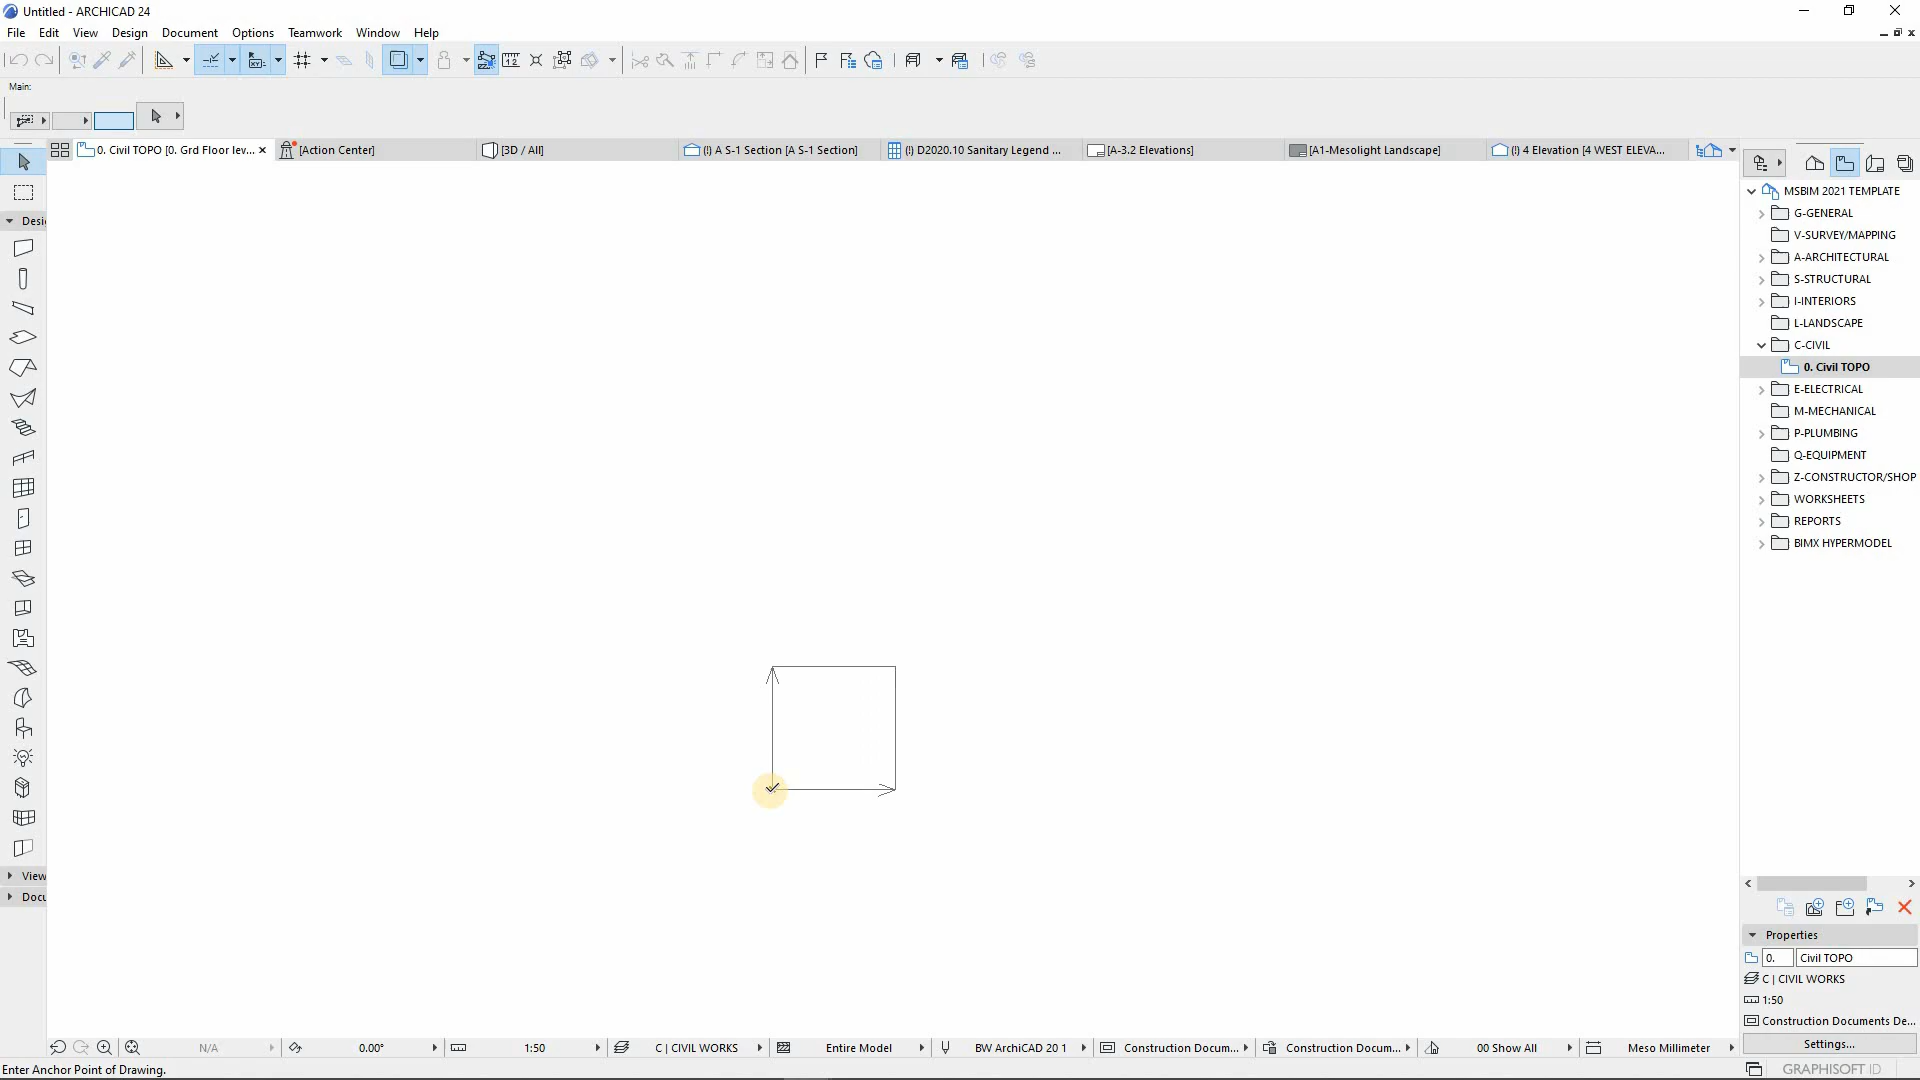 Untitled - ARCHICAD 24
File Edit View Design Document Options Teamwork Window Help
Main:
0. Civil TOPO [0. Grd Floor lev...
[Action Center]
[3D / All]
(!) A S-1 Section [A S-1 Section]
(!) D2020.10 Sanitary Legend ...
[A-3.2 Elevations]
[A1-Mesolight Landscape]
(!) 4 Elevation [4 WEST ELEVA...
Desi
View
Docu
MSBIM 2021 TEMPLATE
G-GENERAL
V-SURVEY/MAPPING
A-ARCHITECTURAL
S-STRUCTURAL
I-INTERIORS
L-LANDSCAPE
C-CIVIL
0. Civil TOPO
E-ELECTRICAL
M-MECHANICAL
P-PLUMBING
Q-EQUIPMENT
Z-CONSTRUCTOR/SHOP
WORKSHEETS
REPORTS
BIMX HYPERMODEL
Properties
0. Civil TOPO
C | CIVIL WORKS
1:50
Construction Documents De...
Settings...
N/A 0.00° 1:50 C | CIVIL WORKS Entire Model BW ArchiCAD 20 1 Construction Docum... Construction Docum... 00 Show All Meso Millimeter
Enter Anchor Point of Drawing.
GRAPHISOFT ID